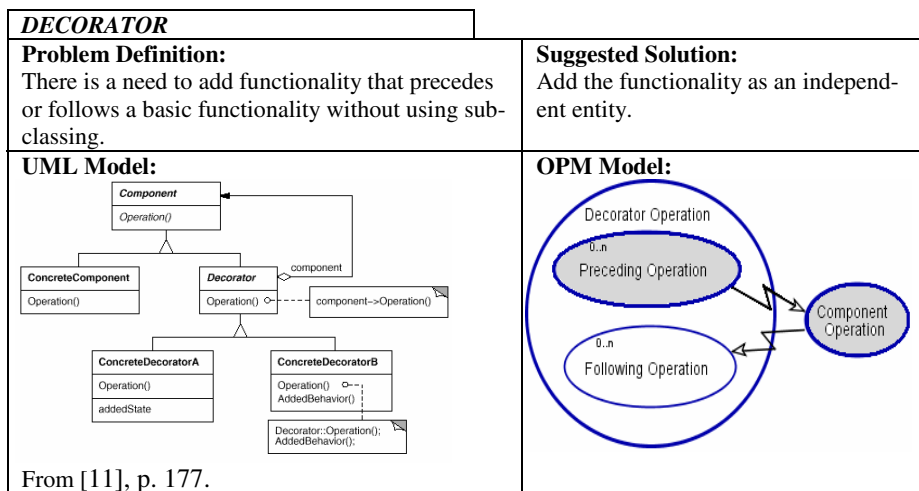 DECORATOR
Problem Definition:
There is a need to add functionality that precedes
or follows a basic functionality without using sub-
classing.
Suggested Solution:
Add the functionality as an independ-
ent entity.
UML Model:
Component
Operation()
component
ConcreteComponent
Operation()
Decorator
Operation()
component->Operation()
ConcreteDecoratorA
Operation()
addedState
ConcreteDecoratorB
Operation()
AddedBehavior()
Decorator::Operation();
AddedBehavior();
From [11], p. 177.
OPM Model:
Decorator Operation
0..n
Preceding Operation
Component
Operation
0..n
Following Operation